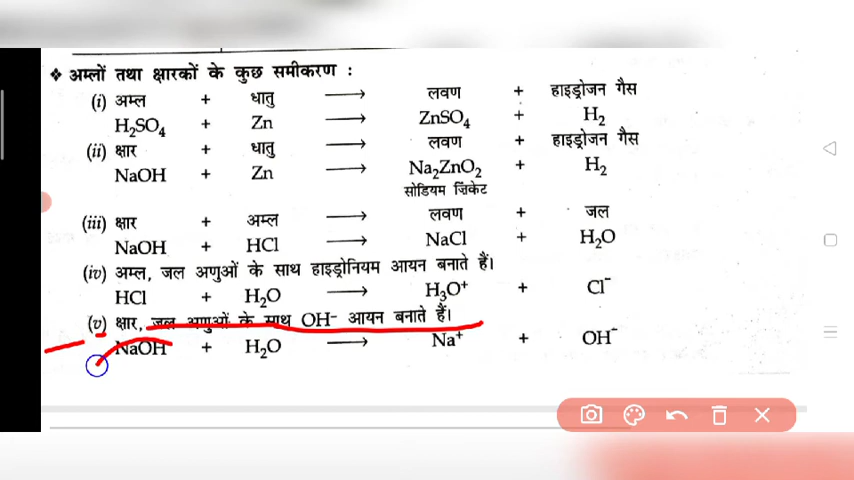 ❖ अम्लों तथा क्षारकों के कुछ समीकरण :
(i) अम्ल + धातु ⟶ लवण + हाइड्रोजन गैस
H₂SO₄ + Zn ⟶ ZnSO₄ + H₂
(ii) क्षार + धातु ⟶ लवण + हाइड्रोजन गैस
NaOH + Zn ⟶ Na₂ZnO₂ + H₂
सोडियम ज़िंकेट
(iii) क्षार + अम्ल ⟶ लवण + जल
NaOH + HCl ⟶ NaCl + H₂O
(iv) अम्ल, जल अणुओं के साथ हाइड्रोनियम आयन बनाते हैं।
HCl + H₂O ⟶ H₃O⁺ + Cl⁻
(v) क्षार, जल अणुओं के साथ OH⁻ आयन बनाते हैं।
NaOH + H₂O ⟶ Na⁺ + OH⁻